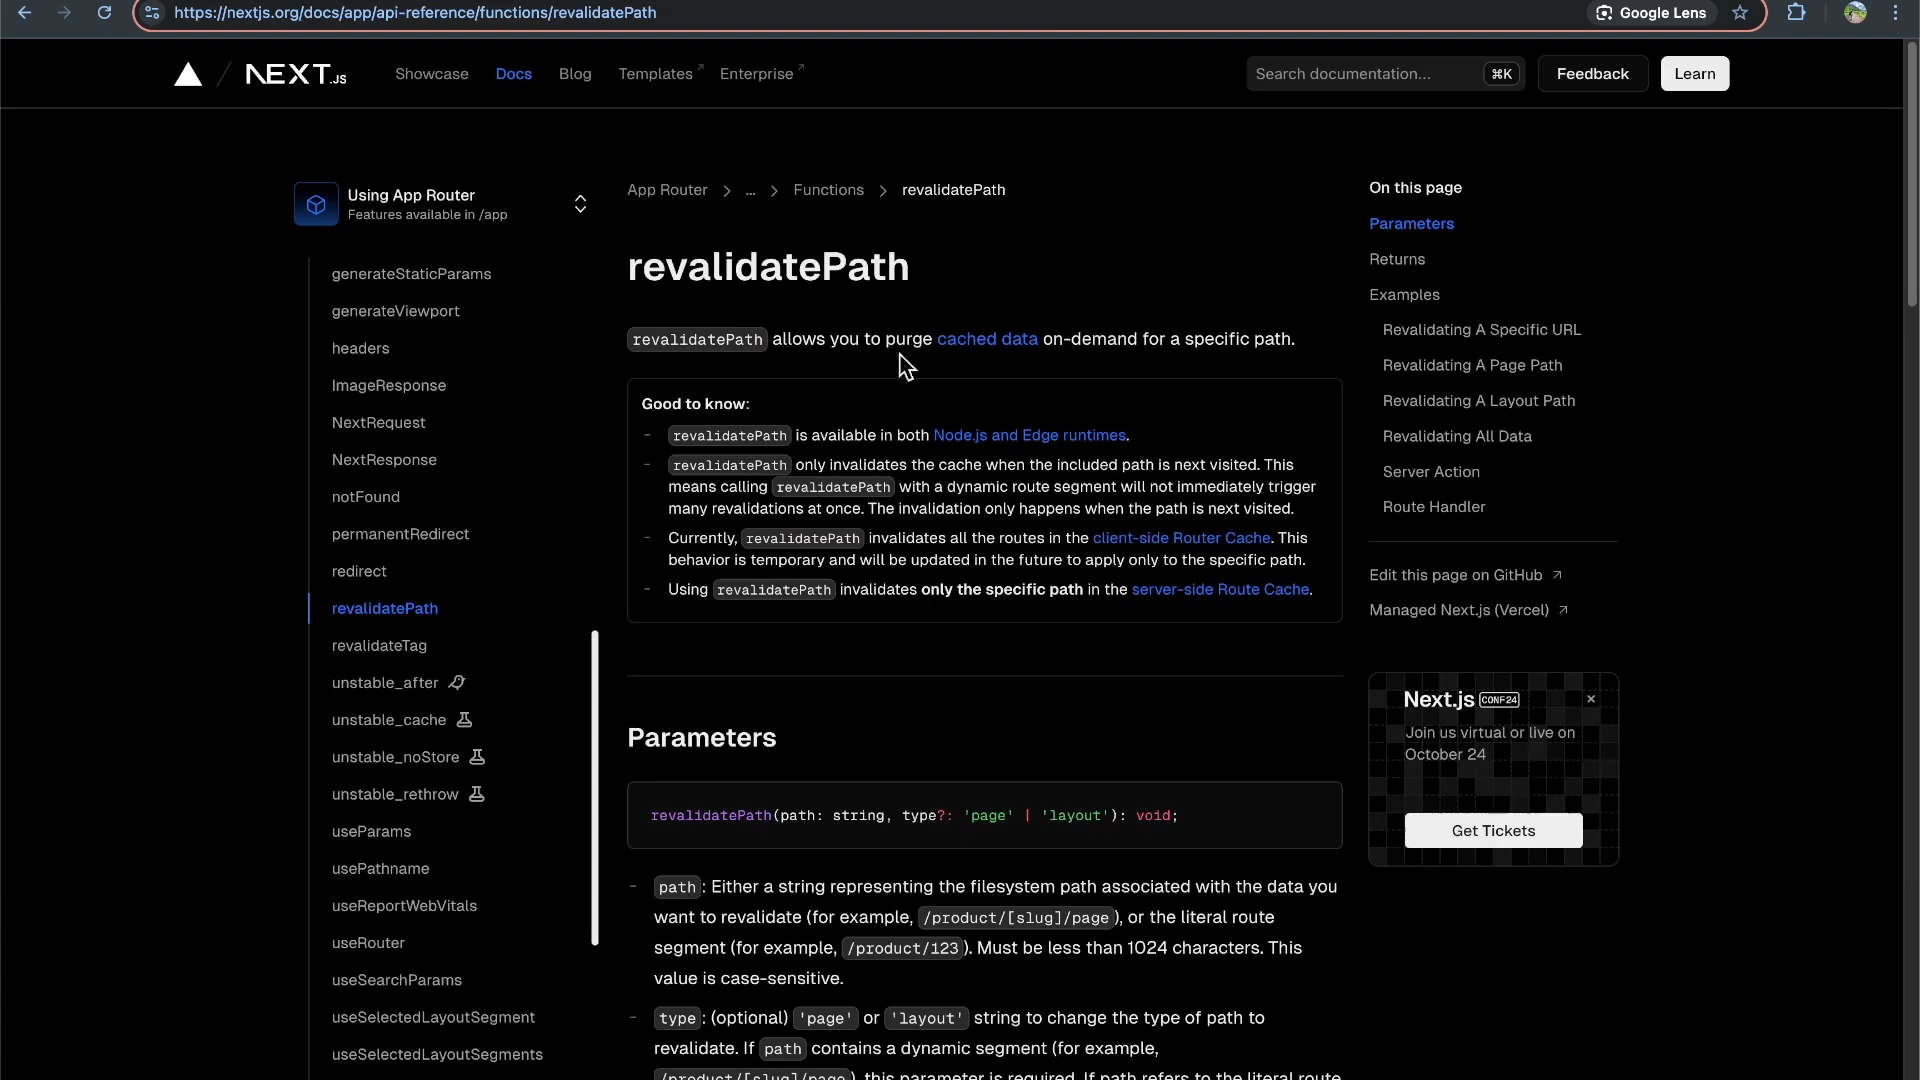 https://nextjs.org/docs/app/api-reference/functions/revalidatePath
Google Lens
NEXT.JS
Showcase
Docs
Blog
Templates
Enterprise
Search documentation...
⌘K
Feedback
Learn
Using App Router
Features available in /app
generateStaticParams
generateViewport
headers
ImageResponse
NextRequest
NextResponse
notFound
permanentRedirect
redirect
revalidatePath
revalidateTag
unstable_after
unstable_cache
unstable_noStore
unstable_rethrow
useParams
usePathname
useReportWebVitals
useRouter
useSearchParams
useSelectedLayoutSegment
useSelectedLayoutSegments
App Router > ... > Functions > revalidatePath
revalidatePath
revalidatePath allows you to purge cached data on-demand for a specific path.
Good to know:
- revalidatePath is available in both Node.js and Edge runtimes.
- revalidatePath only invalidates the cache when the included path is next visited. This
means calling revalidatePath with a dynamic route segment will not immediately trigger
many revalidations at once. The invalidation only happens when the path is next visited.
- Currently, revalidatePath invalidates all the routes in the client-side Router Cache. This
behavior is temporary and will be updated in the future to apply only to the specific path.
- Using revalidatePath invalidates only the specific path in the server-side Route Cache.
Parameters
revalidatePath(path: string, type?: 'page' | 'layout'): void;
- path: Either a string representing the filesystem path associated with the data you
want to revalidate (for example, /product/[slug]/page), or the literal route
segment (for example, /product/123). Must be less than 1024 characters. This
value is case-sensitive.
- type: (optional) 'page' or 'layout' string to change the type of path to
revalidate. If path contains a dynamic segment (for example,
/product/[slug]/page), this parameter is required. If path refers to the literal route
On this page
Parameters
Returns
Examples
Revalidating A Specific URL
Revalidating A Page Path
Revalidating A Layout Path
Revalidating All Data
Server Action
Route Handler
Edit this page on GitHub
Managed Next.js (Vercel)
Next.js CONF24
Join us virtual or live on
October 24
Get Tickets